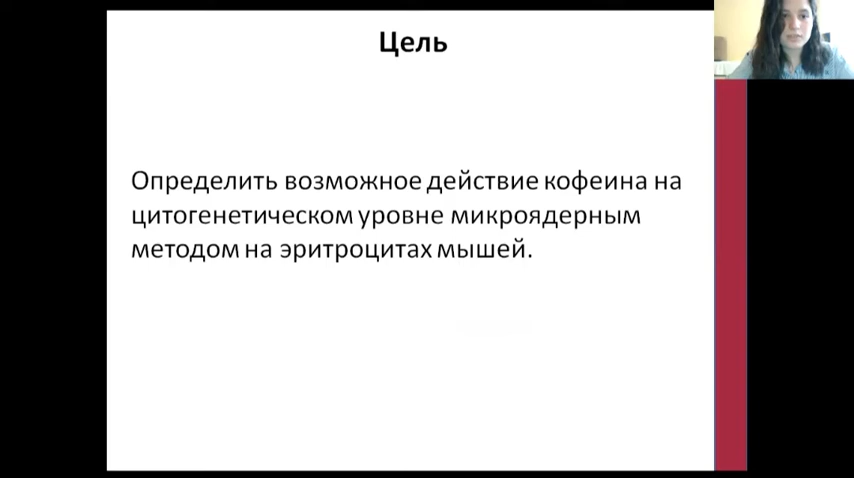 Цель
Определить возможное действие кофеина на
цитогенетическом уровне микроядерным
методом на эритроцитах мышей.